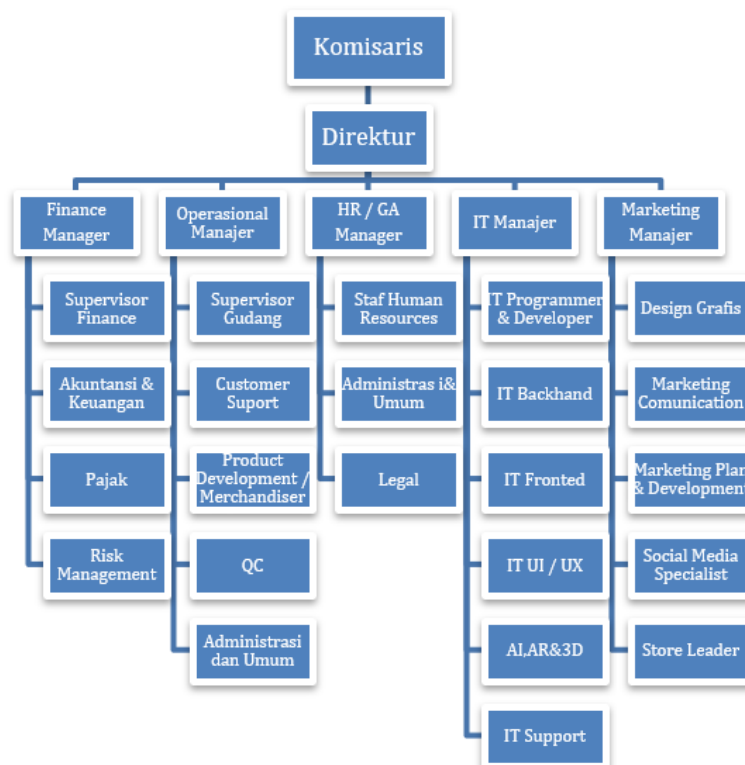 Komisaris
Direktur
Finance
Manager
Supervisor
Finance
Akuntansi &
Keuangan
Pajak
Risk
Management
Operasional
Manajer
Supervisor
Gudang
Customer
Suport
Product
Development /
Merchandiser
QC
Administrasi
dan Umum
HR / GA
Manager
Staf Human
Resources
Administras i&
Umum
Legal
IT Manajer
IT Programmer
& Developer
IT Backhand
IT Fronted
IT UI / UX
AI,AR&3D
IT Support
Marketing
Manajer
Design Grafis
Marketing
Comunication
Marketing Plan
& Development
Social Media
Specialist
Store Leader